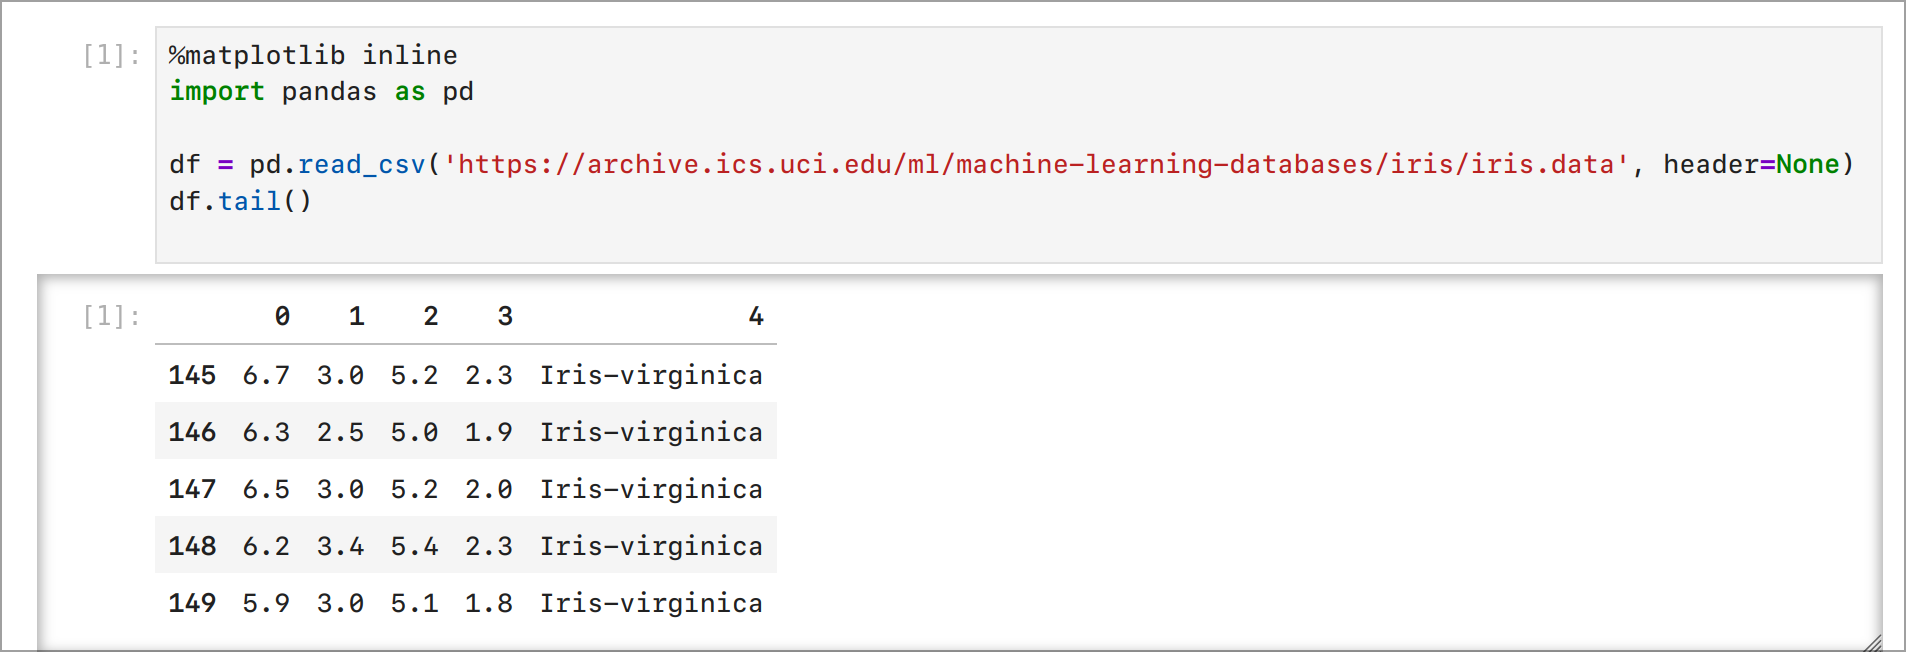 [1]: %matplotlib inline
import pandas as pd
df = pd.read_csv('https://archive.ics.uci.edu/ml/machine-learning-databases/iris/iris.data', header=None)
df.tail()
[1]: 0 1 2 3 4
145 6.7 3.0 5.2 2.3 Iris-virginica
146 6.3 2.5 5.0 1.9 Iris-virginica
147 6.5 3.0 5.2 2.0 Iris-virginica
148 6.2 3.4 5.4 2.3 Iris-virginica
149 5.9 3.0 5.1 1.8 Iris-virginica